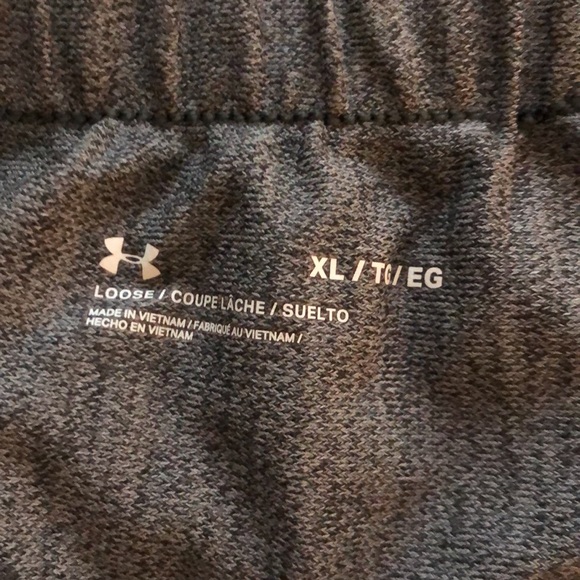 XL / TG / EG
LOOSE / COUPE LÂCHE / SUELTO
MADE IN VIETNAM / FABRIQUÉ AU VIETNAM /
HECHO EN VIETNAM